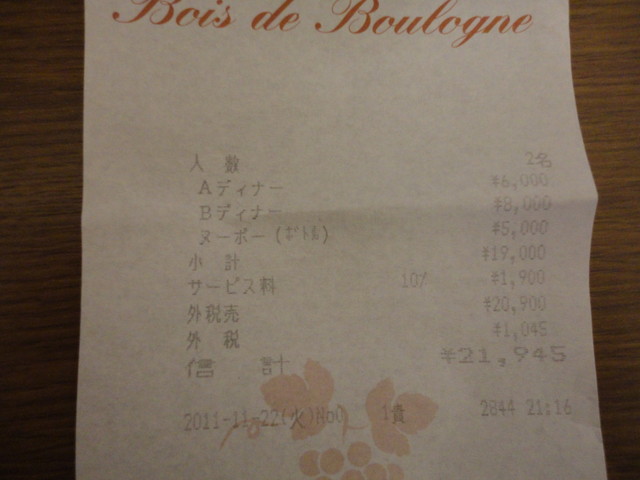 Bois de Boulogne
人 数 2名
Aディナー ¥6,000
Bディナー ¥8,000
ヌーボー(ボトル) ¥5,000
小 計 ¥19,000
サービス料 10% ¥1,900
外税売 ¥20,900
外 税 ¥1,045
信 計 ¥21,945
2011-11-22(火)No0 1責 2844 21:16